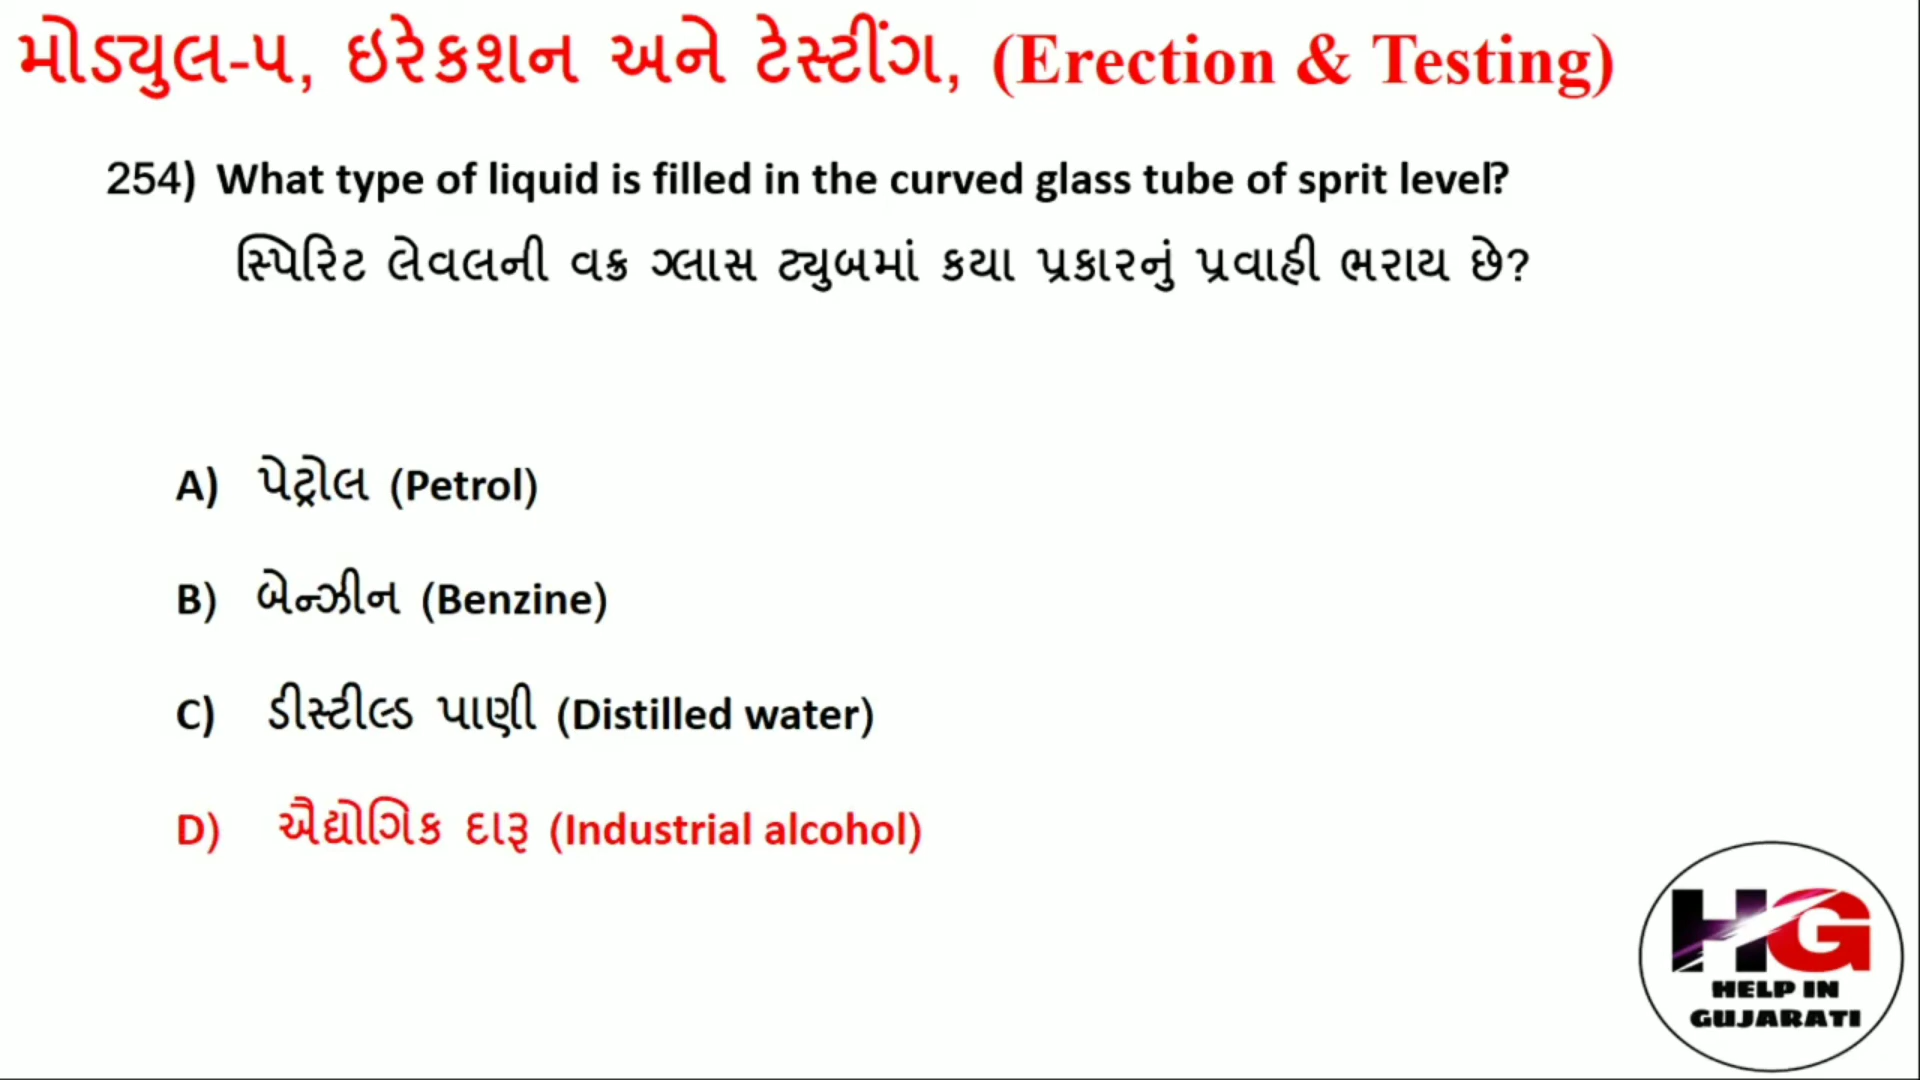 મોડ્યુલ-૫, ઇરેકશન અને ટેસ્ટીંગ, (Erection & Testing)
254) What type of liquid is filled in the curved glass tube of sprit level?
સ્પિરિટ લેવલની વક્ર ગ્લાસ ટ્યુબમાં કયા પ્રકારનું પ્રવાહી ભરાય છે?
A) પેટ્રોલ (Petrol)
B) બેન્ઝીન (Benzine)
C) ડીસ્ટીલ્ડ પાણી (Distilled water)
D) ઐદ્યોગિક દારૂ (Industrial alcohol)
HG
HELP IN
GUJARATI